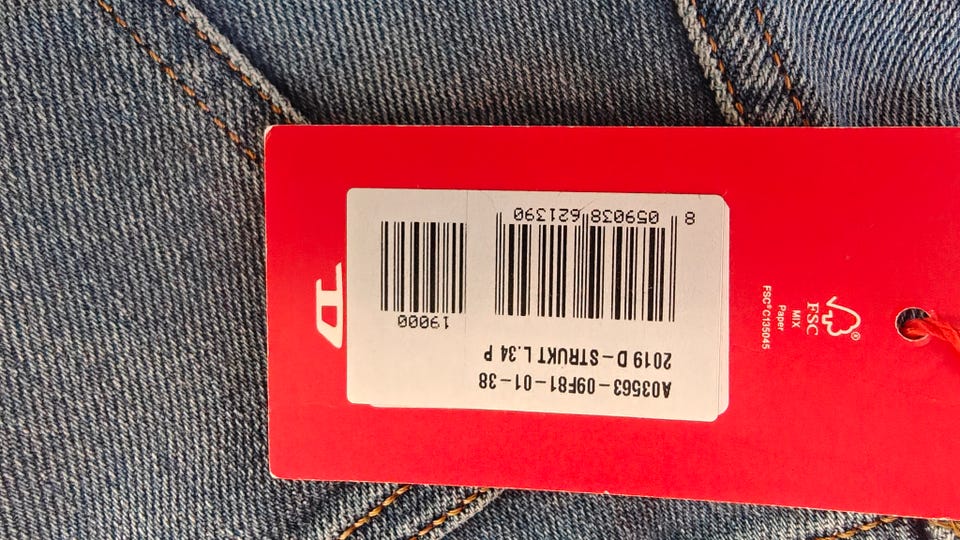 A03563-09F81-01-38
2019 D-STRUKT L.34 P
8 059038 621390
19000
D
®
FSC
MIX
Paper
FSC® C135045